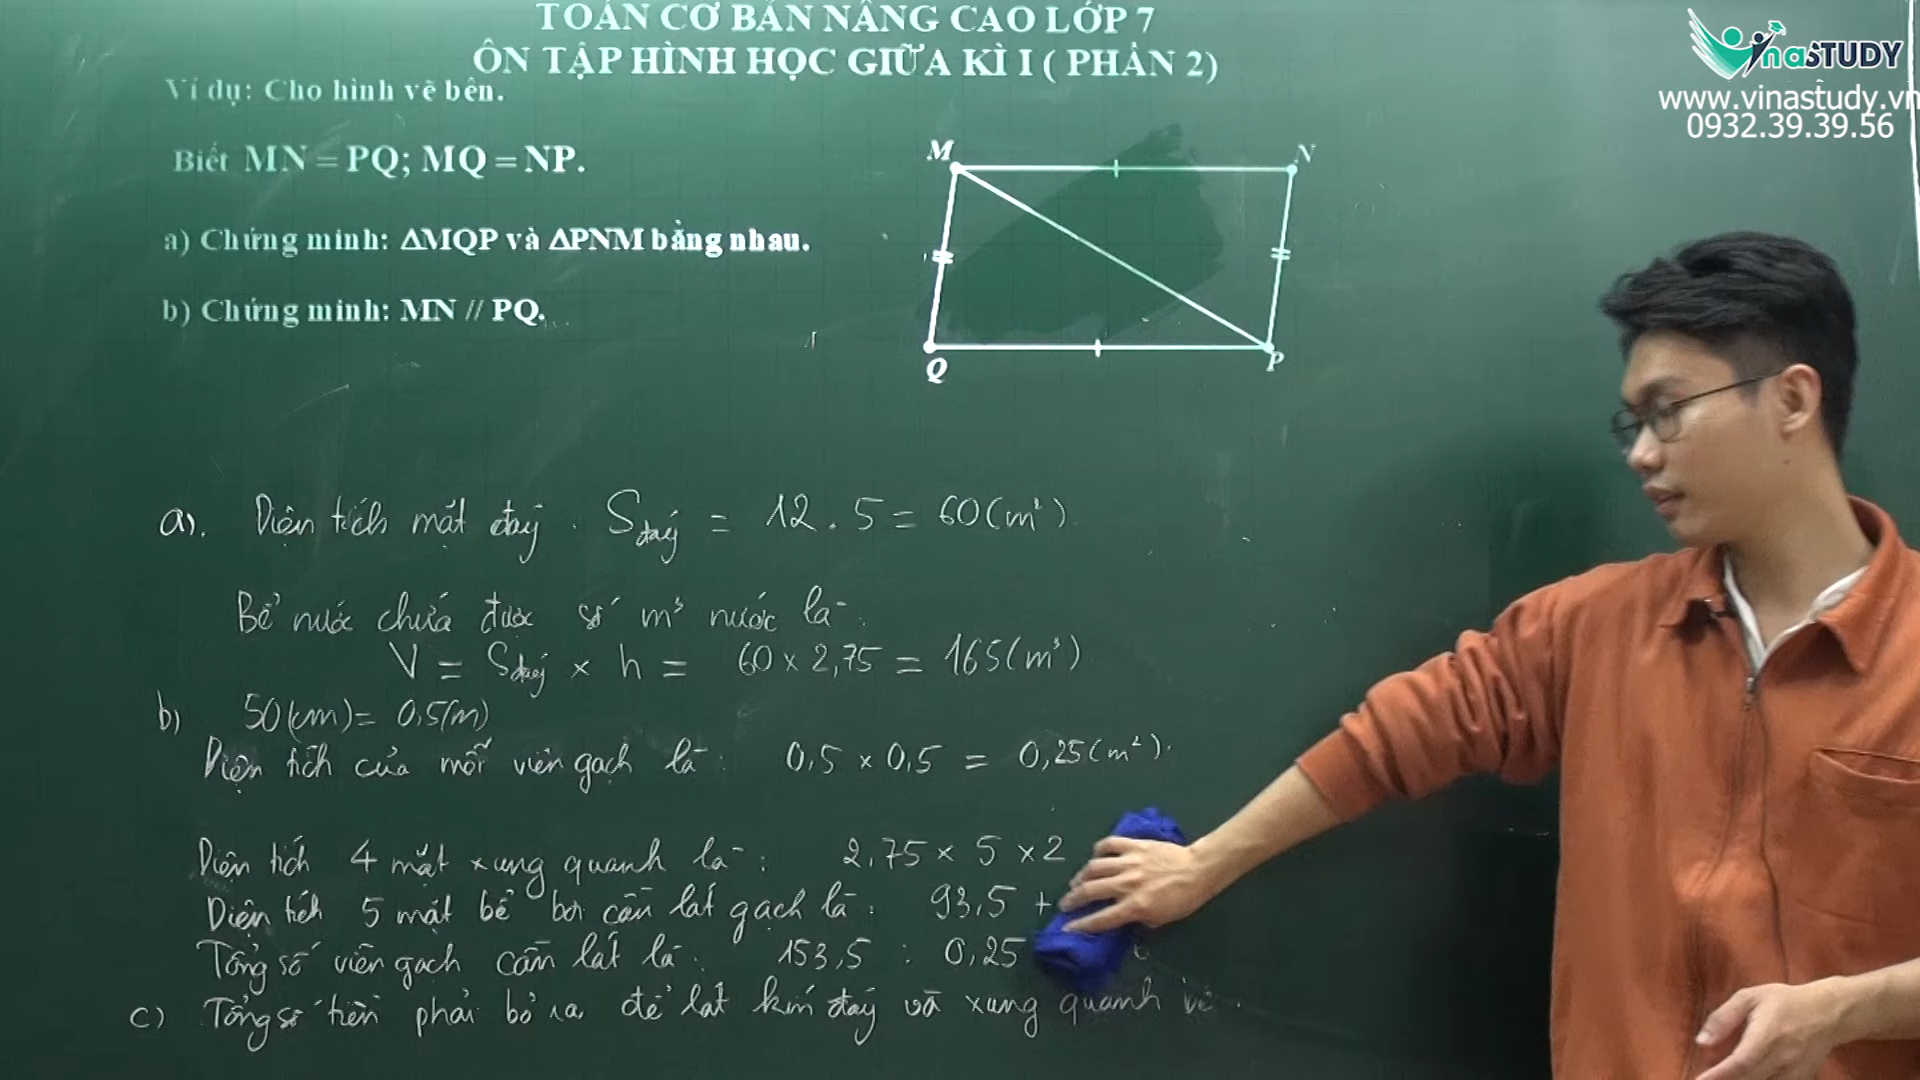 TOÁN CƠ BẢN NÂNG CAO LỚP 7
ÔN TẬP HÌNH HỌC GIỮA KÌ I ( PHẦN 2)
VinaSTUDY
www.vinastudy.vn
0932.39.39.56
Ví dụ: Cho hình vẽ bên.
Biết MN = PQ; MQ = NP.
a) Chứng minh: ΔMQP và ΔPNM bằng nhau.
b) Chứng minh: MN // PQ.
M
N
Q
P
a). Diện tích mặt đáy. S đáy = 12 . 5 = 60 (m²)
Bể nước chứa được số m³ nước là:
V = S đáy × h = 60 × 2,75 = 165 (m³)
b) 50 (cm) = 0,5 (m)
Diện tích của mỗi viên gạch là: 0,5 × 0,5 = 0,25 (m²).
Diện tích 4 mặt xung quanh là: 2,75 × 5 × 2
Diện tích 5 mặt bể bơi cần lát gạch là: 93,5 +
Tổng số viên gạch cần lát là: 153,5 : 0,25
c) Tổng số tiền phải bỏ ra để lát kín đáy và xung quanh